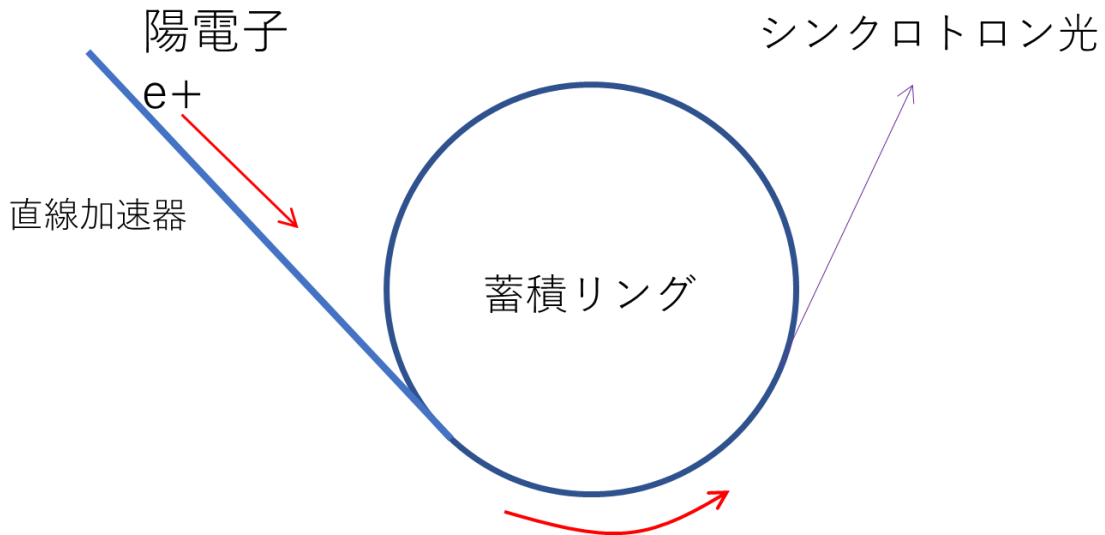 陽電子
シンクロトロン光
e+
直線加速器
蓄積リング